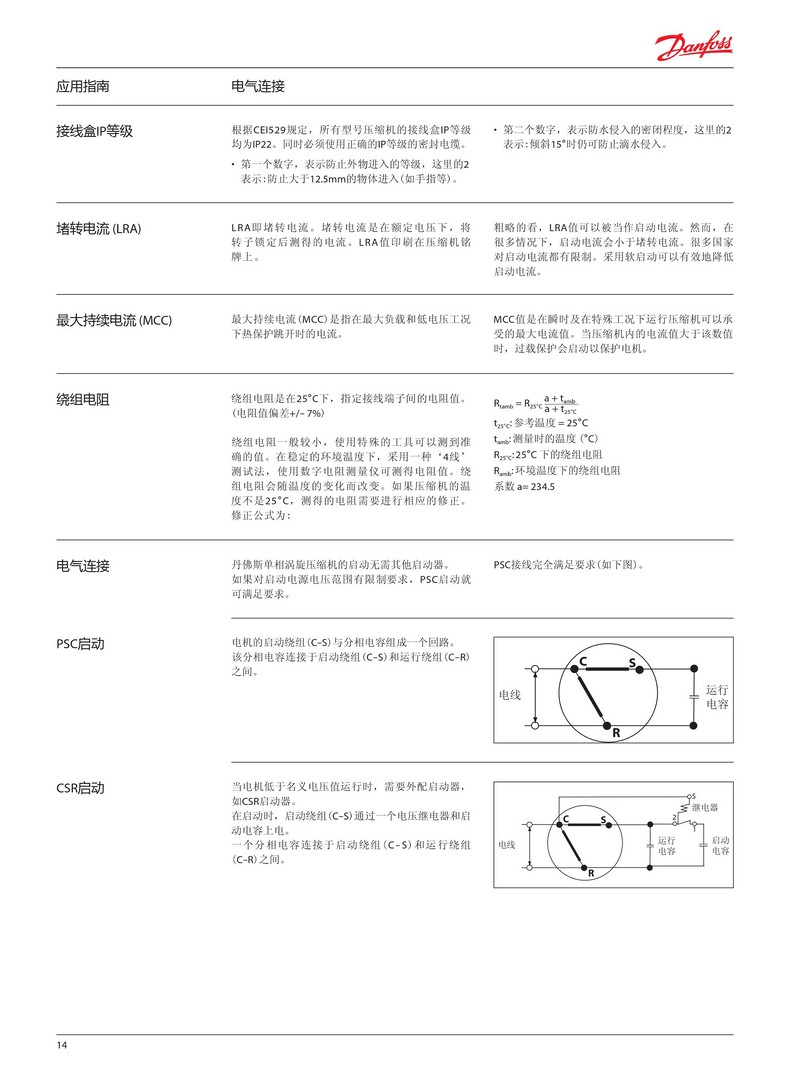 Danfoss
应用指南
电气连接
接线盒IP等级
根据CEI529规定，所有型号压缩机的接线盒IP等级
均为IP22。同时必须使用正确的IP等级的密封电缆。
• 第一个数字，表示防止外物进入的等级，这里的2
表示：防止大于12.5mm的物体进入（如手指等）。
• 第二个数字，表示防水侵入的密闭程度，这里的2
表示：倾斜15°时仍可防止滴水侵入。
堵转电流 (LRA)
LRA即堵转电流。堵转电流是在额定电压下，将
转子锁定后测得的电流。LRA值印刷在压缩机铭
牌上。
粗略的看，LRA值可以被当作启动电流。然而，在
很多情况下，启动电流会小于堵转电流。很多国家
对启动电流都有限制。采用软启动可以有效地降低
启动电流。
最大持续电流 (MCC)
最大持续电流（MCC）是指在最大负载和低电压工况
下热保护跳开时的电流。
MCC值是在瞬时及在特殊工况下运行压缩机可以承
受的最大电流值。当压缩机内的电流值大于该数值
时，过载保护会启动以保护电机。
绕组电阻
绕组电阻是在25°C下，指定接线端子间的电阻值。
（电阻值偏差+/- 7%）
绕组电阻一般较小，使用特殊的工具可以测到准
确的值。在稳定的环境温度下，采用一种‘4线’
测试法，使用数字电阻测量仪可测得电阻值。绕
组电阻会随温度的变化而改变。如果压缩机的温
度不是25°C，测得的电阻需要进行相应的修正。
修正公式为：
Rtamb = R25°C (a + tamb) / (a + t25°C)
t25°C: 参考温度 = 25°C
tamb: 测量时的温度（°C）
R25°C: 25°C 下的绕组电阻
Ramb: 环境温度下的绕组电阻
系数 a= 234.5
电气连接
丹佛斯单相涡旋压缩机的启动无需其他启动器。
如果对启动电源电压范围有限制要求，PSC启动就
可满足要求。
PSC接线完全满足要求（如下图）。
PSC启动
电机的启动绕组（C-S）与分相电容组成一个回路。
该分相电容连接于启动绕组（C-S）和运行绕组（C-R）
之间。
C
S
电线
运行
电容
R
CSR启动
当电机低于名义电压值运行时，需要外配启动器，
如CSR启动器。
在启动时，启动绕组（C-S）通过一个电压继电器和启
动电容上电。
一个分相电容连接于启动绕组（C-S）和运行绕组
（C-R）之间。
5
继电器
C
S
2
1
电线
运行
电容
启动
电容
R
14